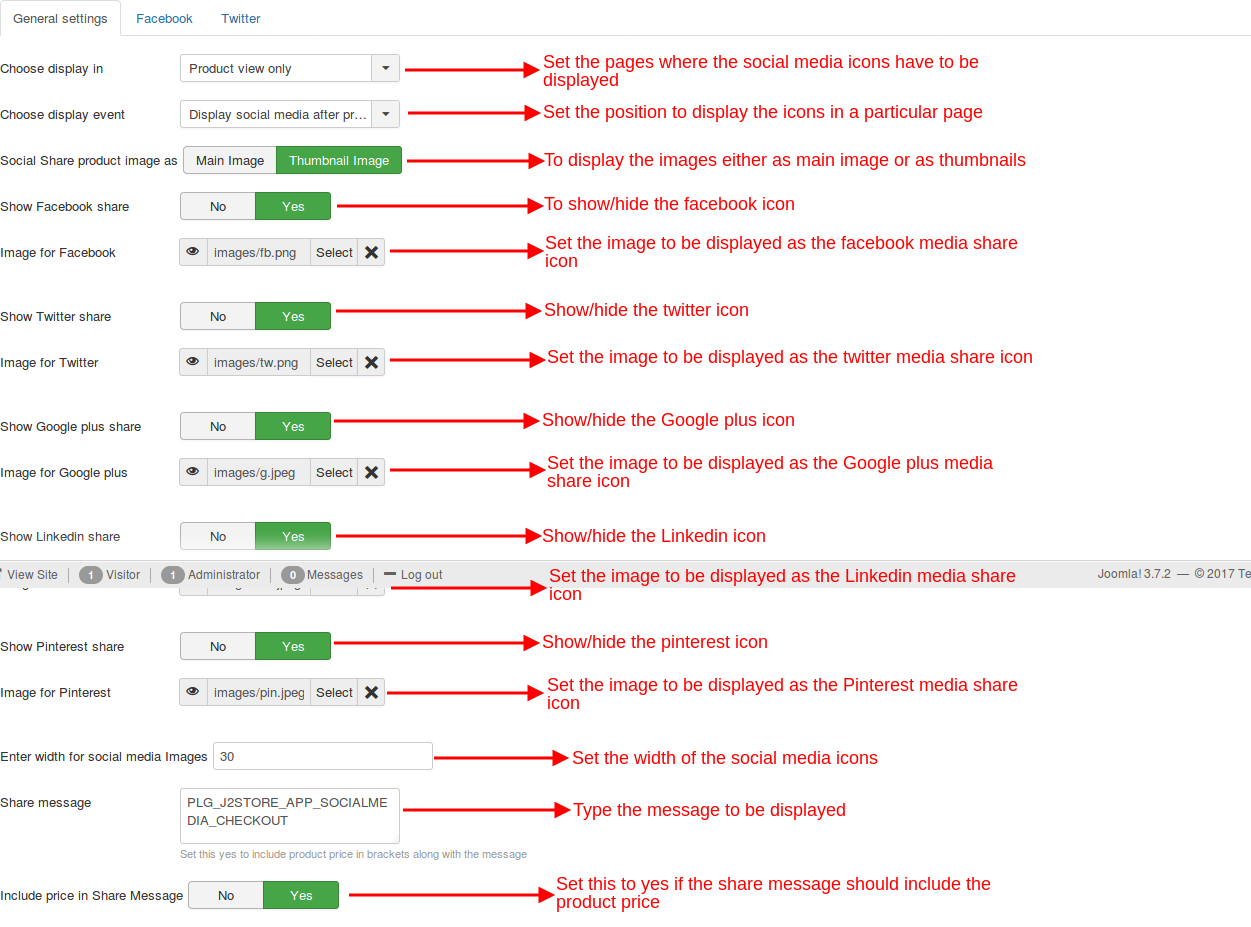 General settings Facebook Twitter
Choose display in Product view only Set the pages where the social media icons have to be
displayed
Choose display event Display social media after pr... Set the position to display the icons in a particular page
Social Share product image as Main Image Thumbnail Image To display the images either as main image or as thumbnails
Show Facebook share No Yes To show/hide the facebook icon
Image for Facebook images/fb.png Select Set the image to be displayed as the facebook media share
icon
Show Twitter share No Yes Show/hide the twitter icon
Image for Twitter images/tw.png Select Set the image to be displayed as the twitter media share icon
Show Google plus share No Yes Show/hide the Google plus icon
Image for Google plus images/g.jpeg Select Set the image to be displayed as the Google plus media
share icon
Show Linkedin share No Yes Show/hide the Linkedin icon
View Site 1 Visitor 1 Administrator 0 Messages Log out Set the image to be displayed as the Linkedin media share Joomla! 3.7.2 — © 2017
icon
Show Pinterest share No Yes Show/hide the pinterest icon
Image for Pinterest images/pin.jpeg Select Set the image to be displayed as the Pinterest media share
icon
Enter width for social media Images 30 Set the width of the social media icons
Share message PLG_J2STORE_APP_SOCIALME
DIA_CHECKOUT Type the message to be displayed
Set this yes to include product price in brackets along with the message
Include price in Share Message No Yes Set this to yes if the share message should include the
product price